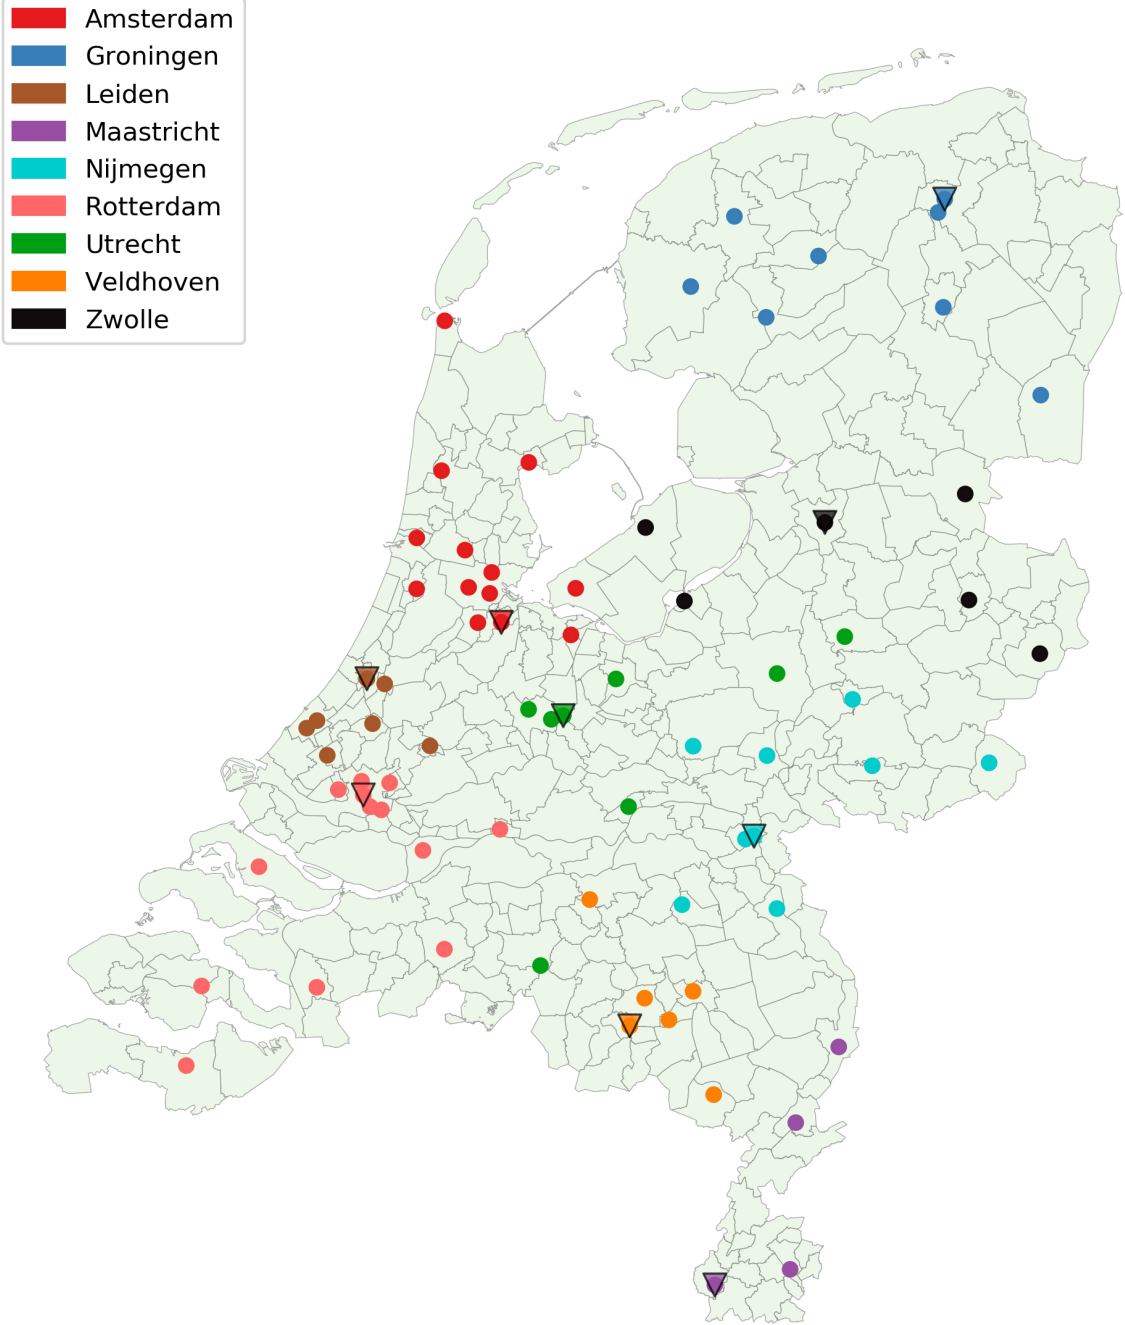 Amsterdam
Groningen
Leiden
Maastricht
Nijmegen
Rotterdam
Utrecht
Veldhoven
Zwolle